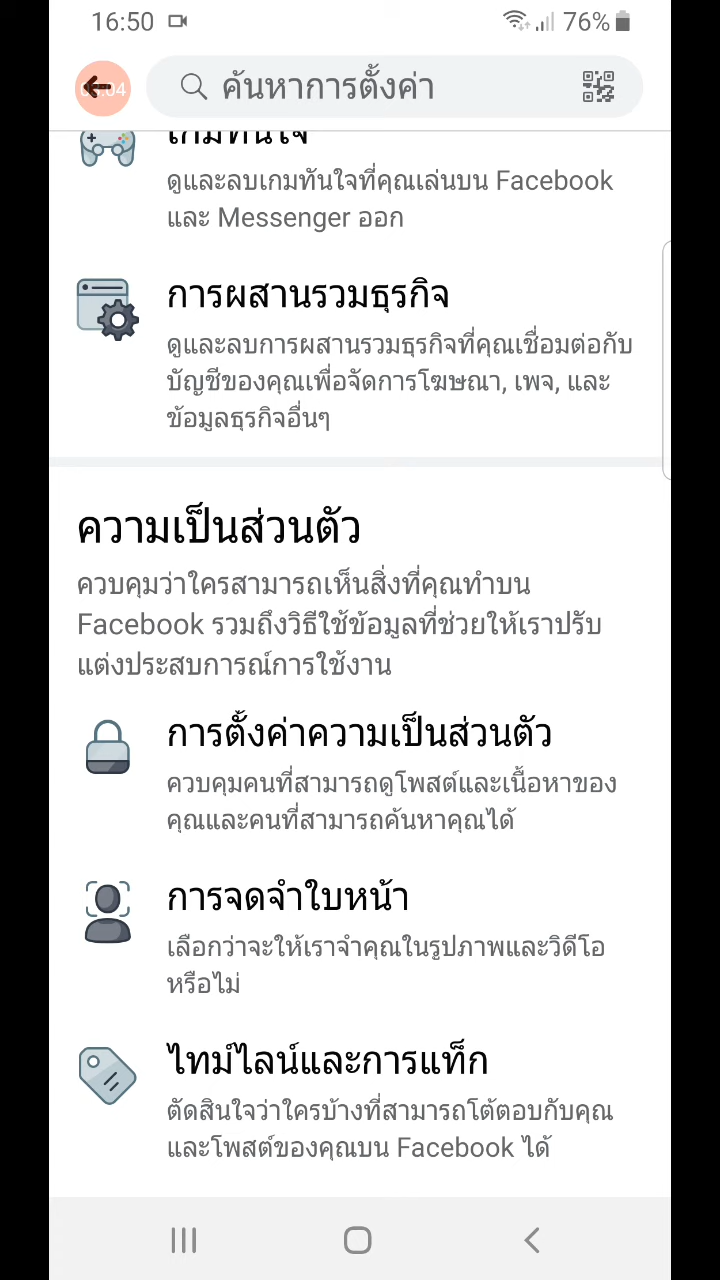 16:50
76%
ค้นหาการตั้งค่า
เกมทันใจ
ดูและลบเกมทันใจที่คุณเล่นบน Facebook
และ Messenger ออก
การผสานรวมธุรกิจ
ดูและลบการผสานรวมธุรกิจที่คุณเชื่อมต่อกับ
บัญชีของคุณเพื่อจัดการโฆษณา, เพจ, และ
ข้อมูลธุรกิจอื่นๆ
ความเป็นส่วนตัว
ควบคุมว่าใครสามารถเห็นสิ่งที่คุณทำบน
Facebook รวมถึงวิธีใช้ข้อมูลที่ช่วยให้เราปรับ
แต่งประสบการณ์การใช้งาน
การตั้งค่าความเป็นส่วนตัว
ควบคุมคนที่สามารถดูโพสต์และเนื้อหาของ
คุณและคนที่สามารถค้นหาคุณได้
การจดจำใบหน้า
เลือกว่าจะให้เราจำคุณในรูปภาพและวิดีโอ
หรือไม่
ไทม์ไลน์และการแท็ก
ตัดสินใจว่าใครบ้างที่สามารถโต้ตอบกับคุณ
และโพสต์ของคุณบน Facebook ได้